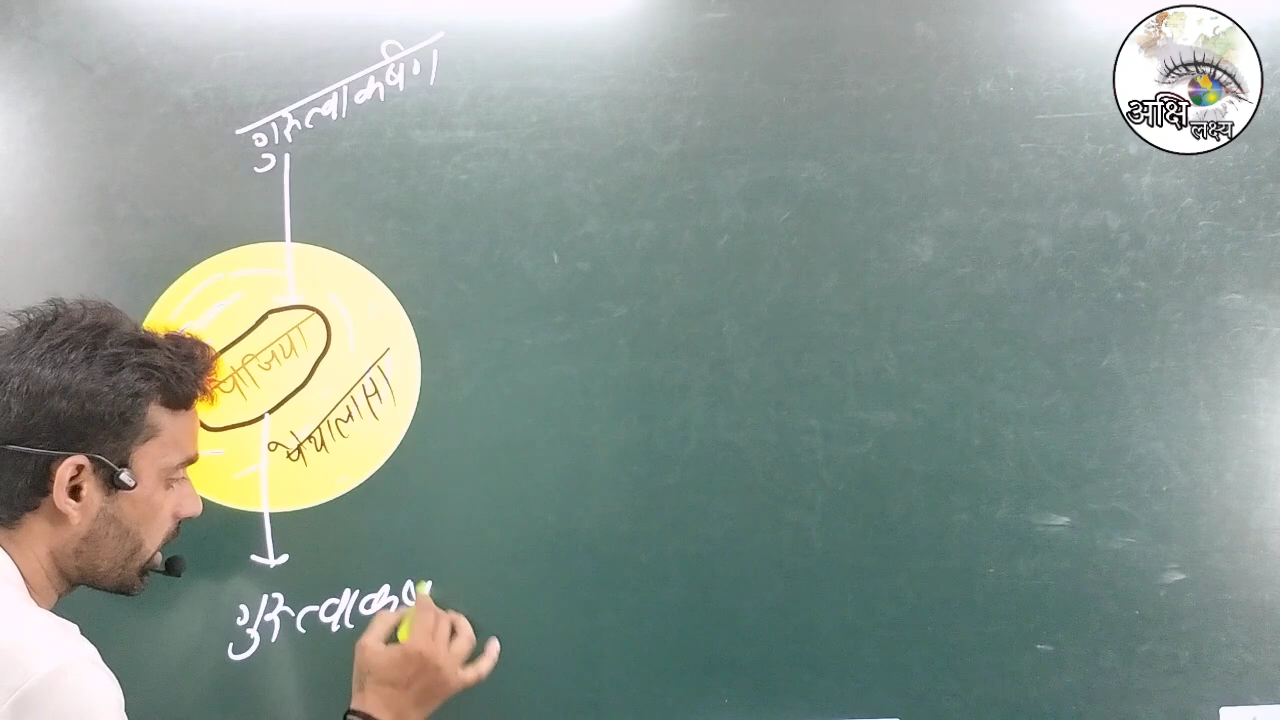 गुरुत्वाकर्षण
पेंजिया
पैंथालासा
गुरुत्वाक
अक्षि
लक्ष्य